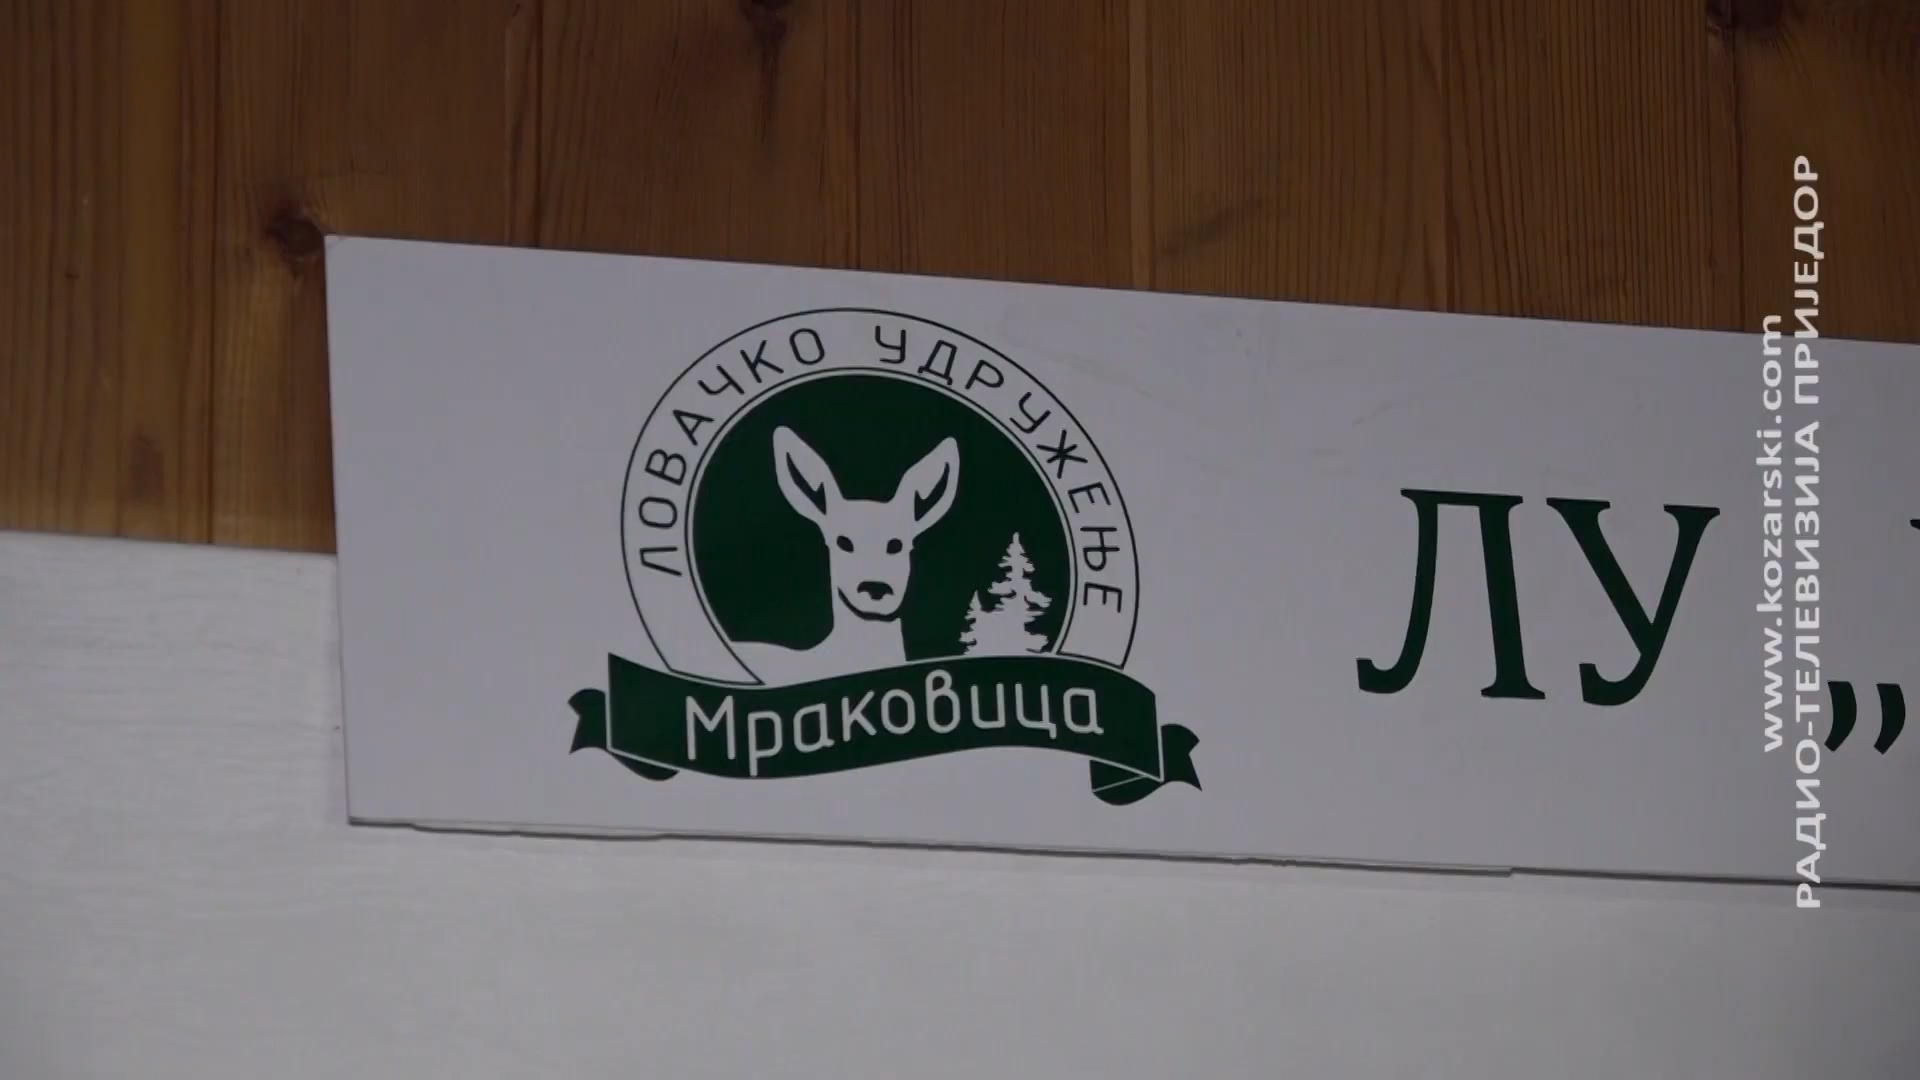 ЛОВАЧКО УДРУЖЕЊЕ
Мраковица
ЛУ „
www.kozarski.com
РАДИО-ТЕЛЕВИЗИЈА ПРИЈЕДОР